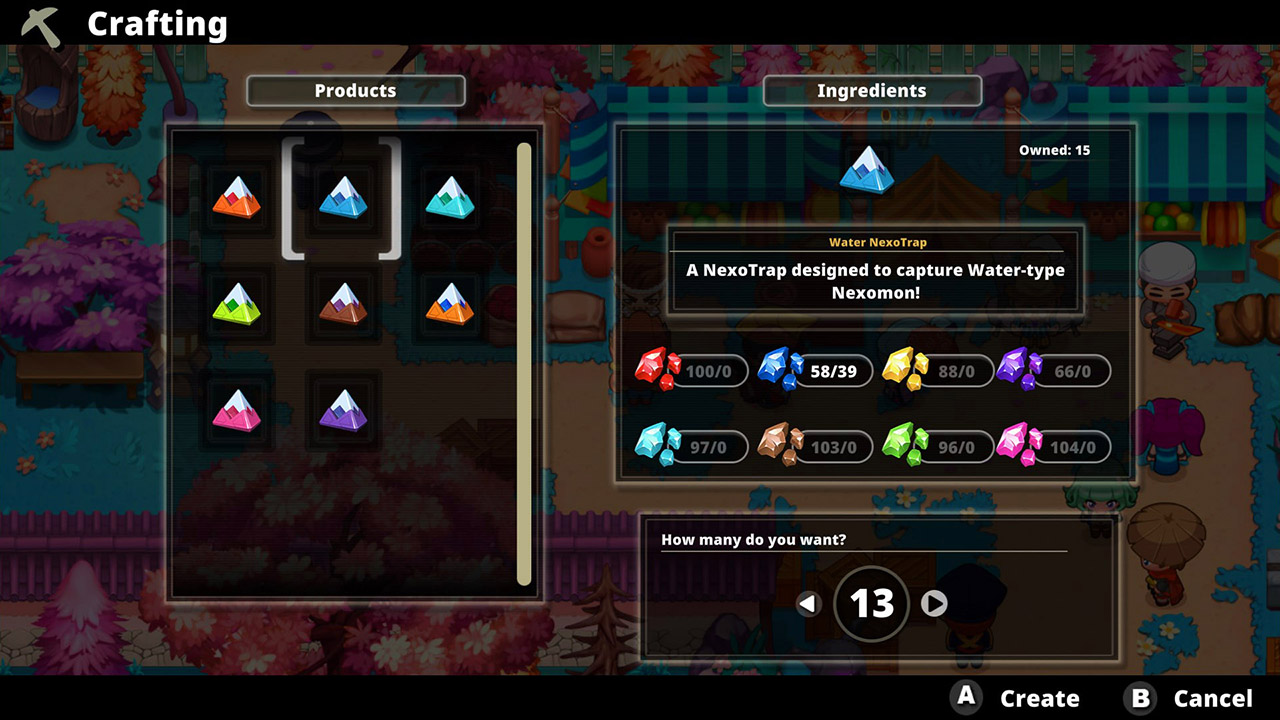 Crafting
Products
Ingredients
Owned: 15
Water NexoTrap
A NexoTrap designed to capture Water-type
Nexomon!
100/0
58/39
88/0
66/0
97/0
103/0
96/0
104/0
How many do you want?
13
A Create
B Cancel